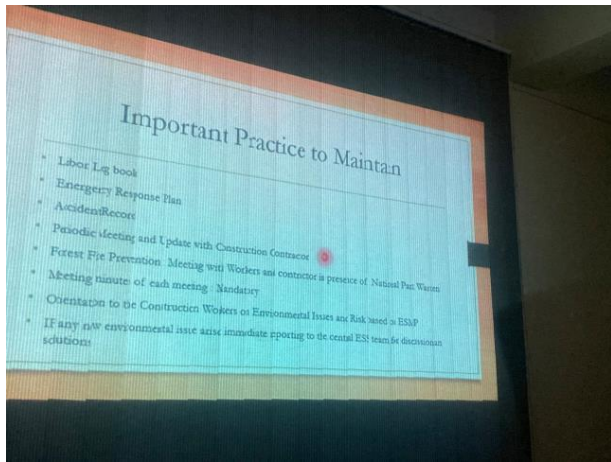 Important Practice to Maintain
Labor Log book
Emergency Response Plan
Accident Record
Periodic Meeting and Update with Construction Contractor
Forest Fire Prevention : Meeting with Workers and contractor in presence of National Park Warden
Meeting minutes of each meeting : Mandatory
Orientation to the Construction Workers on Environmental Issues and Risk based on ESMP
IF any new environmental issue arise immediate reporting to the central ESS team for discussion
solutions